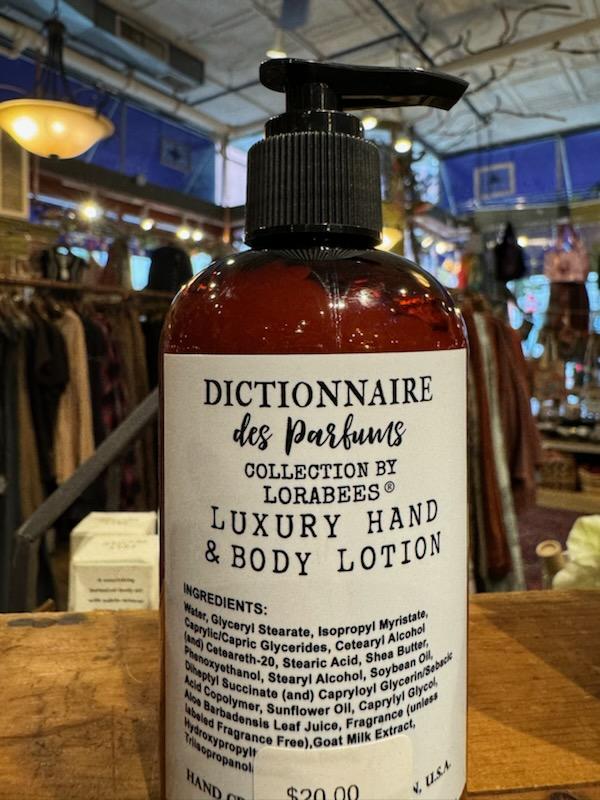 DICTIONNAIRE
des Parfums
COLLECTION BY
LORABEES®
LUXURY HAND
& BODY LOTION
INGREDIENTS:
Water, Glyceryl Stearate, Isopropyl Myristate,
Caprylic/Capric Glycerides, Cetearyl Alcohol
(and) Ceteareth-20, Stearic Acid, Shea Butter,
Phenoxyethanol, Stearyl Alcohol, Soybean Oil,
Diheptyl Succinate (and) Capryloyl Glycerin/Sebacic
Acid Copolymer, Sunflower Oil, Caprylyl Glycol,
Aloe Barbadensis Leaf Juice, Fragrance (unless
labeled Fragrance Free),Goat Milk Extract,
HAND
$20.00
U.S.A.